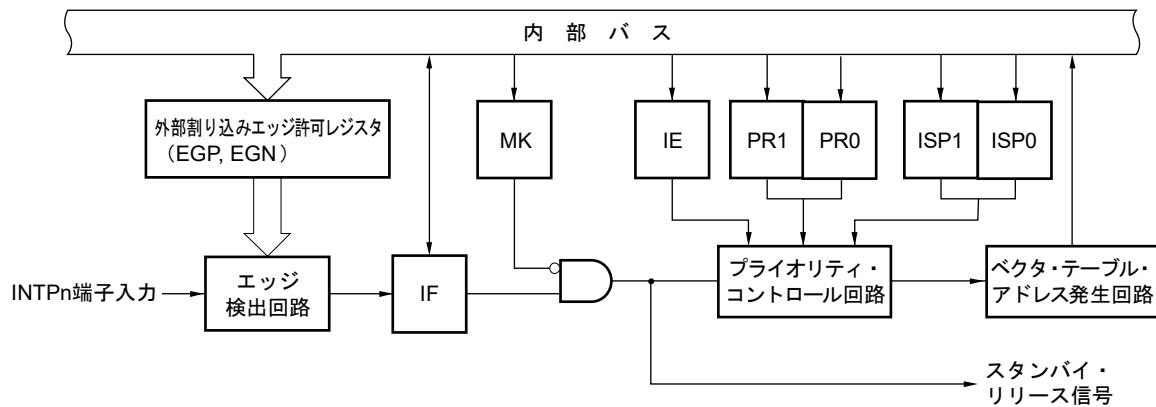 内 部 バ ス
外部割り込みエッジ許可レジスタ
（EGP, EGN）
MK
IE
PR1
PR0
ISP1
ISP0
INTPn端子入力
エッジ
検出回路
IF
プライオリティ・
コントロール回路
ベクタ・テーブル・
アドレス発生回路
スタンバイ・
リリース信号